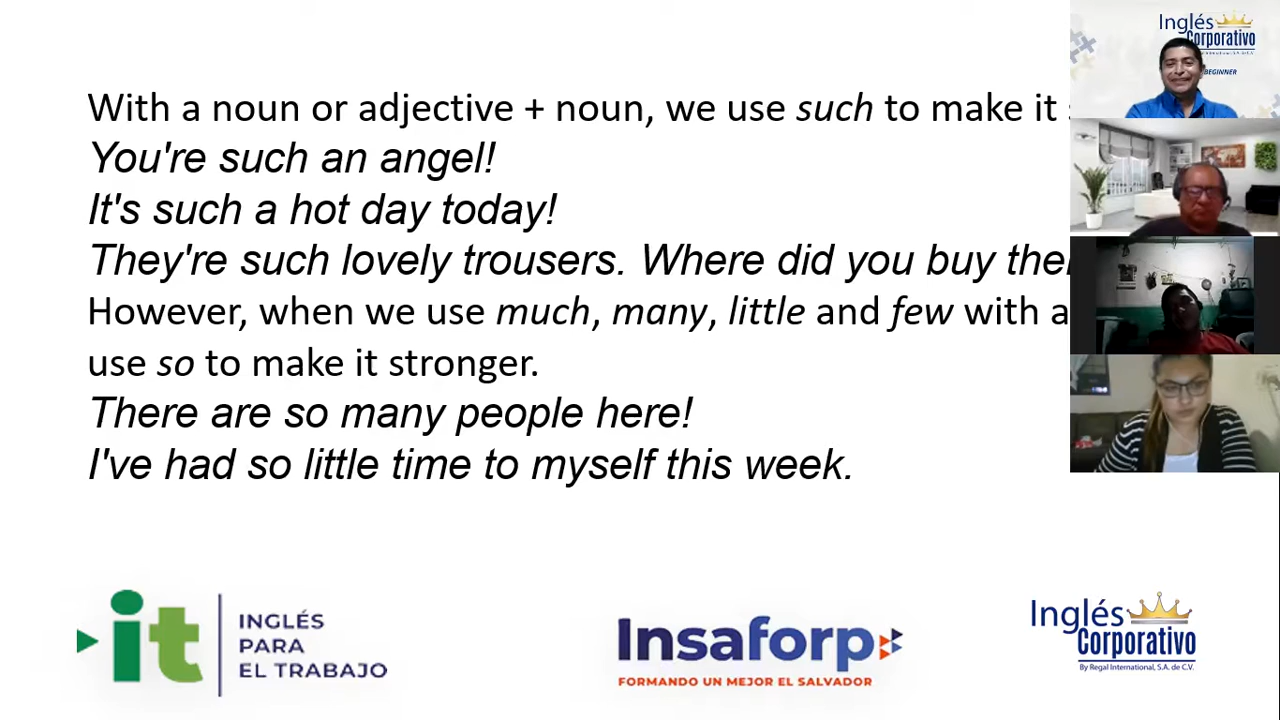 With a noun or adjective + noun, we use such to make it
You're such an angel!
It's such a hot day today!
They're such lovely trousers. Where did you buy
However, when we use much, many, little and few with a
use so to make it stronger.
There are so many people here!
I've had so little time to myself this week.
it
INGLÉS
PARA
EL TRABAJO
Insaforp
FORMANDO UN MEJOR EL SALVADOR
Inglés
Corporativo
By Regal International, S.A. de C.V.
Inglés
Corporativo
By Regal International, S.A. de C.V.
BEGINNER